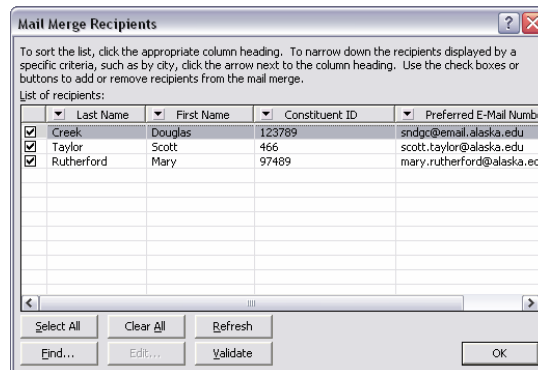 Mail Merge Recipients
To sort the list, click the appropriate column heading. To narrow down the recipients displayed by a
specific criteria, such as by city, click the arrow next to the column heading. Use the check boxes or
buttons to add or remove recipients from the mail merge.
List of recipients:
Last Name First Name Constituent ID Preferred E-Mail Numbe
Creek Douglas 123789 sndgc@email.alaska.edu
Taylor Scott 466 scott.taylor@alaska.edu
Rutherford Mary 97489 mary.rutherford@alaska.ed
Select All Clear All Refresh
Find... Edit... Validate OK